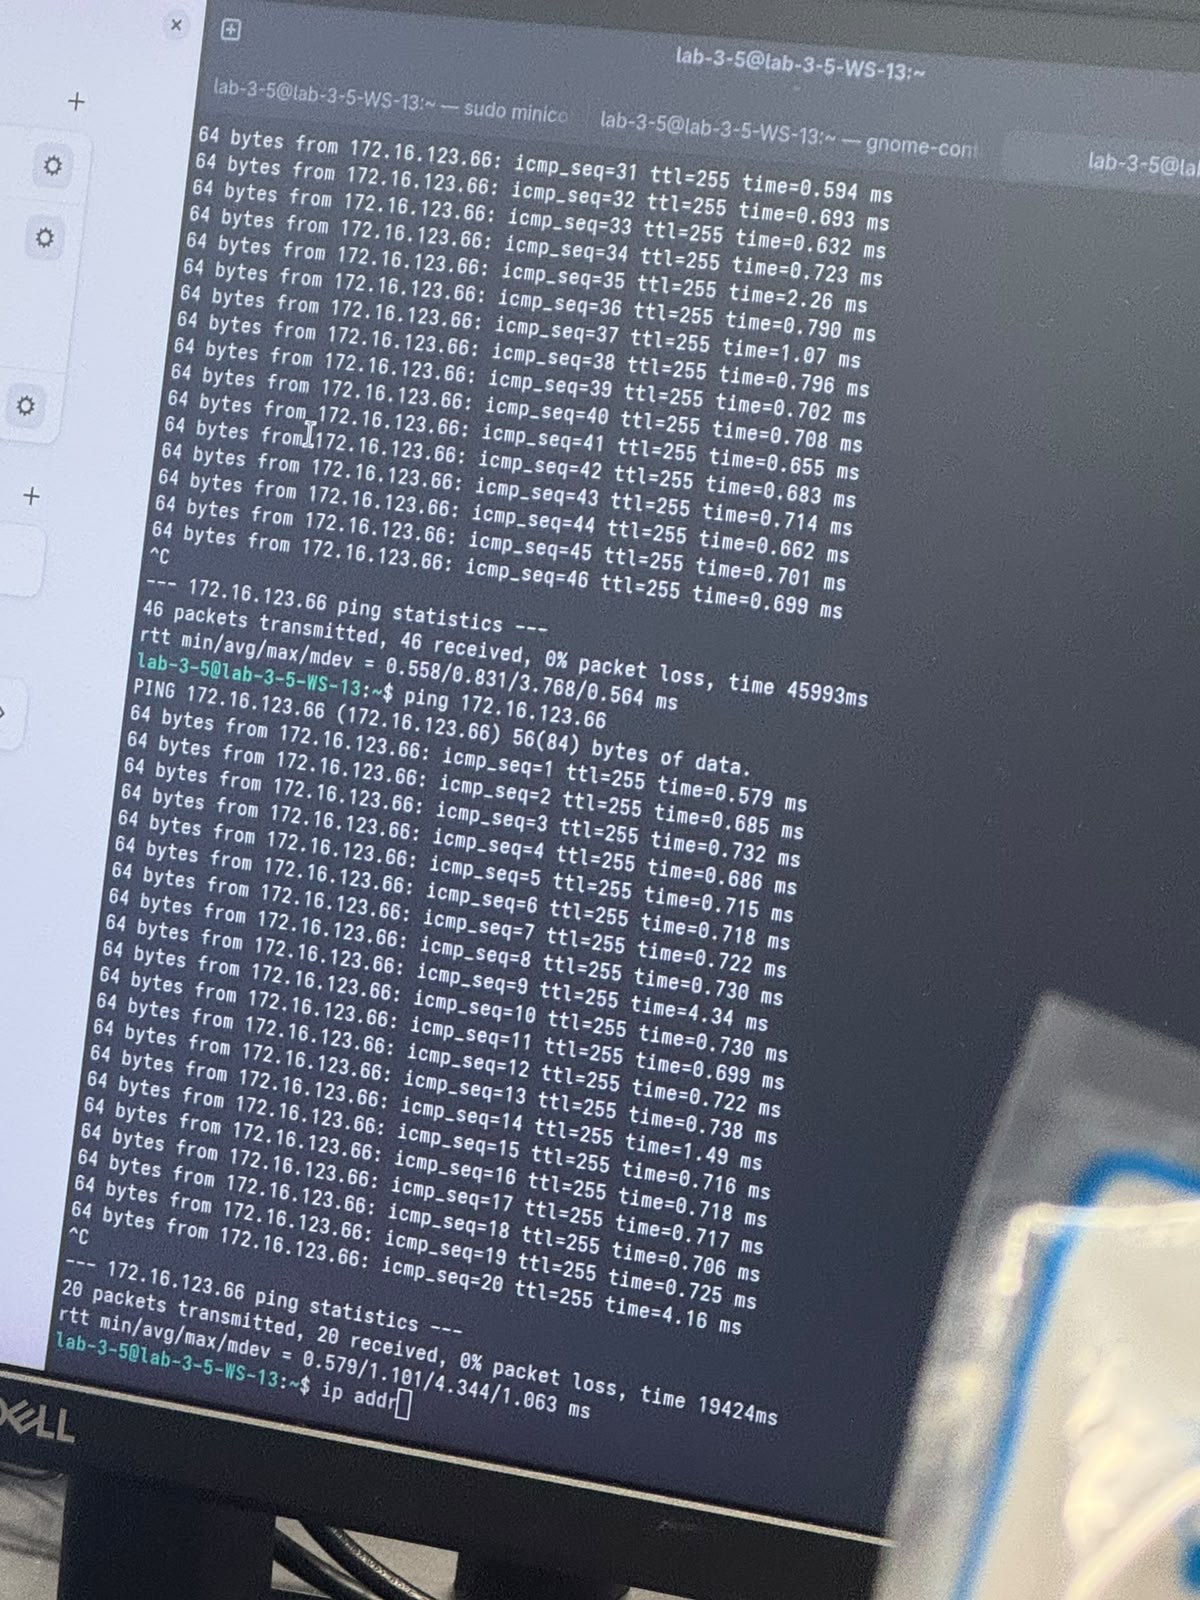 lab-3-5@lab-3-5-WS-13:~
lab-3-5@lab-3-5-WS-13:~ — sudo minico
lab-3-5@lab-3-5-WS-13:~ — gnome-cont
lab-3-5@la
64 bytes from 172.16.123.66: icmp_seq=31 ttl=255 time=0.594 ms
64 bytes from 172.16.123.66: icmp_seq=32 ttl=255 time=0.693 ms
64 bytes from 172.16.123.66: icmp_seq=33 ttl=255 time=0.632 ms
64 bytes from 172.16.123.66: icmp_seq=34 ttl=255 time=0.723 ms
64 bytes from 172.16.123.66: icmp_seq=35 ttl=255 time=2.26 ms
64 bytes from 172.16.123.66: icmp_seq=36 ttl=255 time=0.790 ms
64 bytes from 172.16.123.66: icmp_seq=37 ttl=255 time=1.07 ms
64 bytes from 172.16.123.66: icmp_seq=38 ttl=255 time=0.796 ms
64 bytes from 172.16.123.66: icmp_seq=39 ttl=255 time=0.702 ms
64 bytes from 172.16.123.66: icmp_seq=40 ttl=255 time=0.708 ms
64 bytes from 172.16.123.66: icmp_seq=41 ttl=255 time=0.655 ms
64 bytes from 172.16.123.66: icmp_seq=42 ttl=255 time=0.683 ms
64 bytes from 172.16.123.66: icmp_seq=43 ttl=255 time=0.714 ms
64 bytes from 172.16.123.66: icmp_seq=44 ttl=255 time=0.662 ms
64 bytes from 172.16.123.66: icmp_seq=45 ttl=255 time=0.701 ms
64 bytes from 172.16.123.66: icmp_seq=46 ttl=255 time=0.699 ms
^C
--- 172.16.123.66 ping statistics ---
46 packets transmitted, 46 received, 0% packet loss, time 45993ms
rtt min/avg/max/mdev = 0.558/0.831/3.768/0.564 ms
lab-3-5@lab-3-5-WS-13:~$ ping 172.16.123.66
PING 172.16.123.66 (172.16.123.66) 56(84) bytes of data.
64 bytes from 172.16.123.66: icmp_seq=1 ttl=255 time=0.579 ms
64 bytes from 172.16.123.66: icmp_seq=2 ttl=255 time=0.685 ms
64 bytes from 172.16.123.66: icmp_seq=3 ttl=255 time=0.732 ms
64 bytes from 172.16.123.66: icmp_seq=4 ttl=255 time=0.686 ms
64 bytes from 172.16.123.66: icmp_seq=5 ttl=255 time=0.715 ms
64 bytes from 172.16.123.66: icmp_seq=6 ttl=255 time=0.718 ms
64 bytes from 172.16.123.66: icmp_seq=7 ttl=255 time=0.722 ms
64 bytes from 172.16.123.66: icmp_seq=8 ttl=255 time=0.730 ms
64 bytes from 172.16.123.66: icmp_seq=9 ttl=255 time=4.34 ms
64 bytes from 172.16.123.66: icmp_seq=10 ttl=255 time=0.730 ms
64 bytes from 172.16.123.66: icmp_seq=11 ttl=255 time=0.699 ms
64 bytes from 172.16.123.66: icmp_seq=12 ttl=255 time=0.722 ms
64 bytes from 172.16.123.66: icmp_seq=13 ttl=255 time=0.738 ms
64 bytes from 172.16.123.66: icmp_seq=14 ttl=255 time=1.49 ms
64 bytes from 172.16.123.66: icmp_seq=15 ttl=255 time=0.716 ms
64 bytes from 172.16.123.66: icmp_seq=16 ttl=255 time=0.718 ms
64 bytes from 172.16.123.66: icmp_seq=17 ttl=255 time=0.717 ms
64 bytes from 172.16.123.66: icmp_seq=18 ttl=255 time=0.706 ms
64 bytes from 172.16.123.66: icmp_seq=19 ttl=255 time=0.725 ms
64 bytes from 172.16.123.66: icmp_seq=20 ttl=255 time=4.16 ms
^C
--- 172.16.123.66 ping statistics ---
20 packets transmitted, 20 received, 0% packet loss, time 19424ms
rtt min/avg/max/mdev = 0.579/1.101/4.344/1.063 ms
lab-3-5@lab-3-5-WS-13:~$ ip addr
DELL